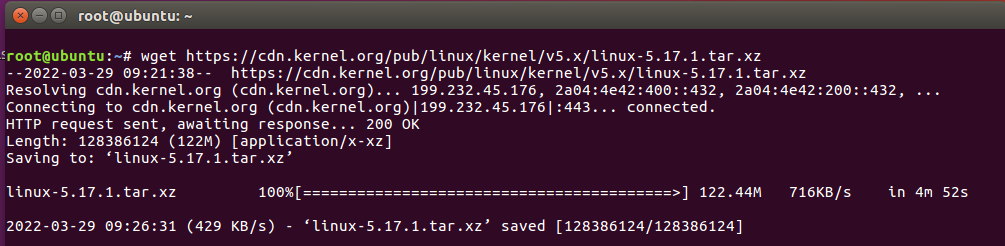 root@ubuntu: ~
root@ubuntu:~# wget https://cdn.kernel.org/pub/linux/kernel/v5.x/linux-5.17.1.tar.xz
--2022-03-29 09:21:38--  https://cdn.kernel.org/pub/linux/kernel/v5.x/linux-5.17.1.tar.xz
Resolving cdn.kernel.org (cdn.kernel.org)... 199.232.45.176, 2a04:4e42:400::432, 2a04:4e42:200::432, ...
Connecting to cdn.kernel.org (cdn.kernel.org)|199.232.45.176|:443... connected.
HTTP request sent, awaiting response... 200 OK
Length: 128386124 (122M) [application/x-xz]
Saving to: ‘linux-5.17.1.tar.xz’
linux-5.17.1.tar.xz         100%[=========================================>] 122.44M   716KB/s    in 4m 52s
2022-03-29 09:26:31 (429 KB/s) - ‘linux-5.17.1.tar.xz’ saved [128386124/128386124]